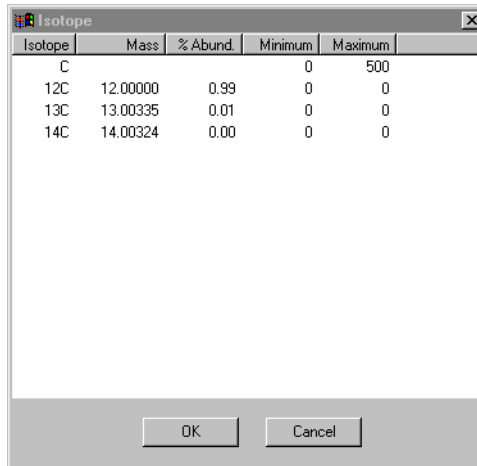 Isotope
Isotope Mass % Abund. Minimum Maximum
C 0 500
12C 12.00000 0.99 0 0
13C 13.00335 0.01 0 0
14C 14.00324 0.00 0 0
OK Cancel